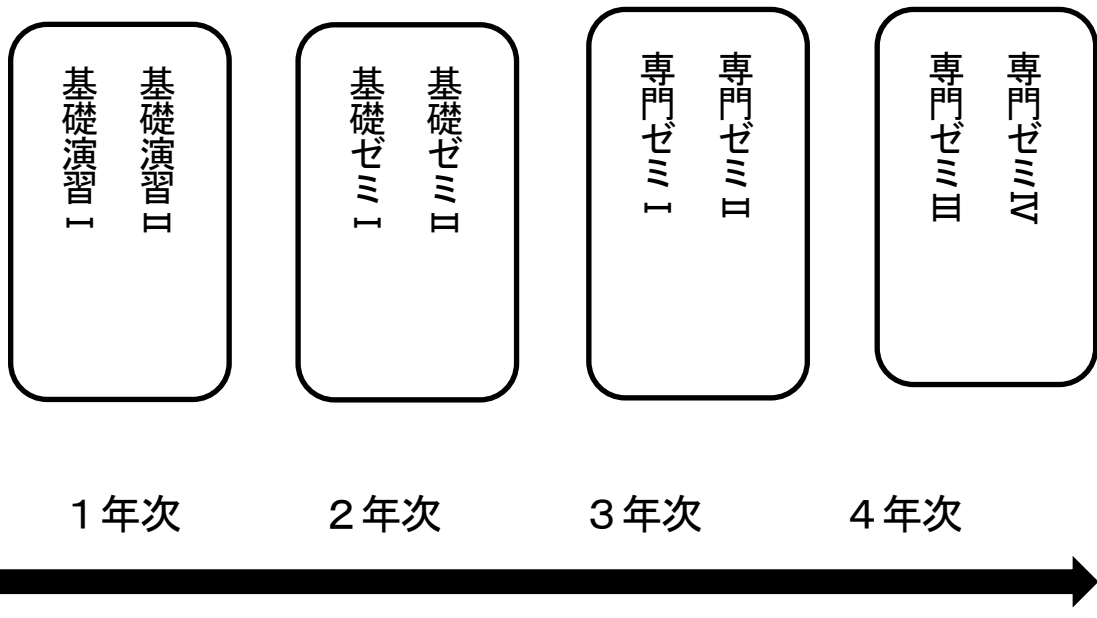 基礎演習Ⅰ
基礎演習Ⅱ
基礎ゼミⅠ
基礎ゼミⅡ
専門ゼミⅠ
専門ゼミⅡ
専門ゼミⅢ
専門ゼミⅣ
１年次
２年次
３年次
４年次